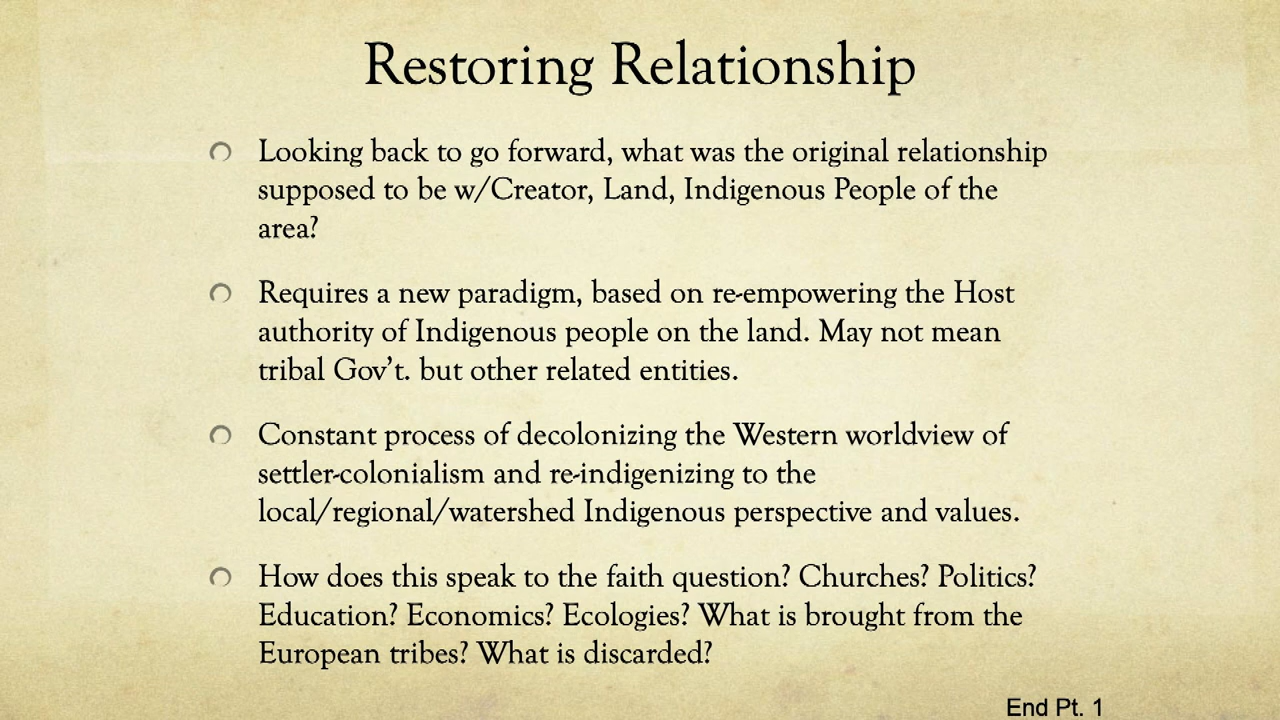 Restoring Relationship
Looking back to go forward, what was the original relationship
supposed to be w/Creator, Land, Indigenous People of the
area?
Requires a new paradigm, based on re-empowering the Host
authority of Indigenous people on the land. May not mean
tribal Gov't. but other related entities.
Constant process of decolonizing the Western worldview of
settler-colonialism and re-indigenizing to the
local/regional/watershed Indigenous perspective and values.
How does this speak to the faith question? Churches? Politics?
Education? Economics? Ecologies? What is brought from the
European tribes? What is discarded?
End Pt. 1